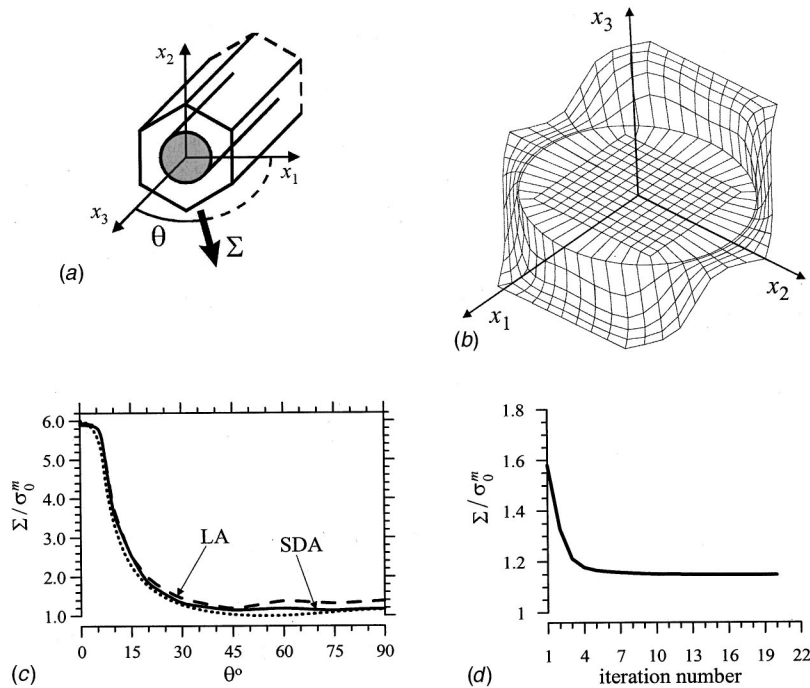 x₂
x₁
x₃
θ
Σ
(a)
x₃
x₂
x₁
(b)
Σ/σ₀ᵐ
6.0
5.0
4.0
3.0
2.0
1.0
LA
SDA
0 15 30 45 60 75 90
θ°
(c)
Σ/σ₀ᵐ
1.8
1.6
1.4
1.2
1
1 4 7 10 13 16 19 22
iteration number
(d)